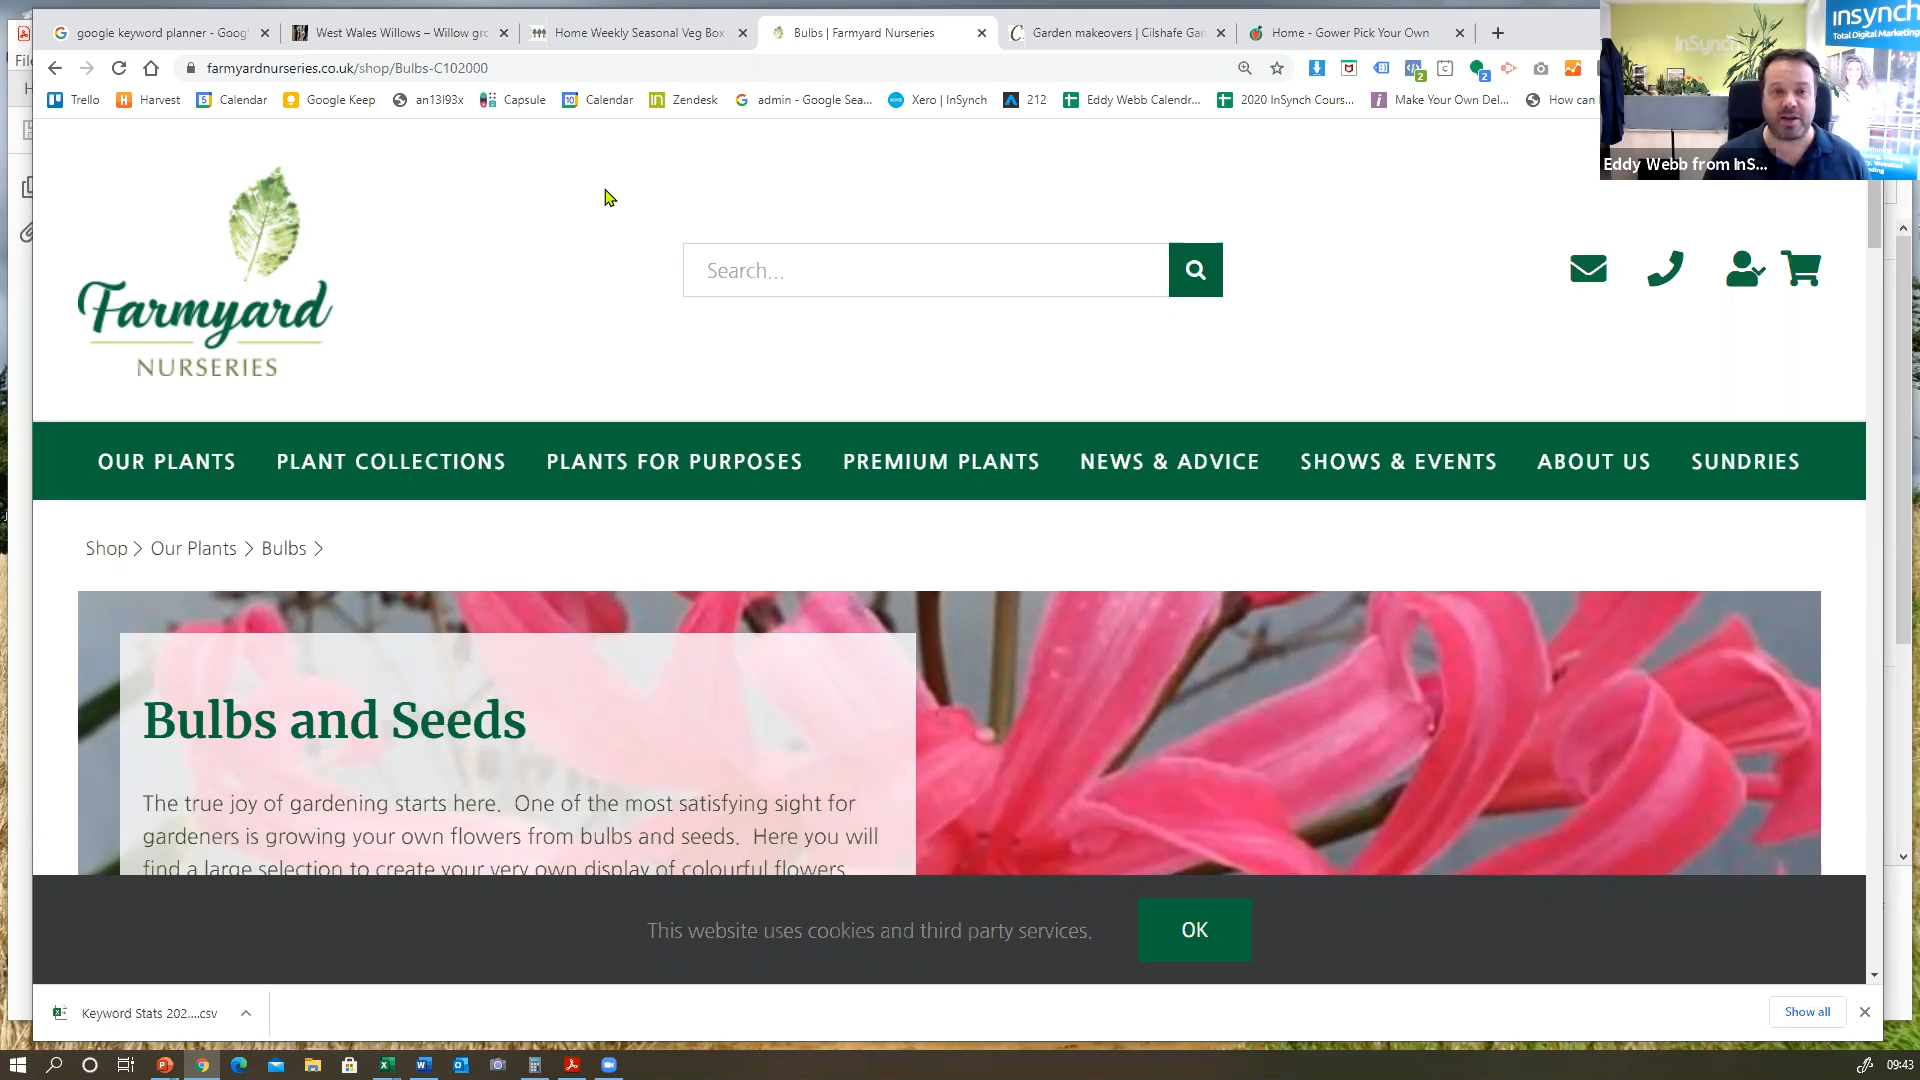 google keyword planner - Goog
West Wales Willows – Willow gro
Home Weekly Seasonal Veg Box
Bulbs | Farmyard Nurseries
Garden makeovers | Cilshafe Gar
Home - Gower Pick Your Own
File
farmyardnurseries.co.uk/shop/Bulbs-C102000
Trello
Harvest
Calendar
Google Keep
an13l93x
Capsule
Calendar
Zendesk
admin - Google Sea...
Xero | InSynch
212
Eddy Webb Calendr...
2020 InSynch Cours...
Make Your Own Del...
How can
insynch
Total Digital Marketing
InSynch
Eddy Webb from InS...
Farmyard
NURSERIES
Search...
OUR PLANTS
PLANT COLLECTIONS
PLANTS FOR PURPOSES
PREMIUM PLANTS
NEWS & ADVICE
SHOWS & EVENTS
ABOUT US
SUNDRIES
Shop > Our Plants > Bulbs >
Bulbs and Seeds
The true joy of gardening starts here. One of the most satisfying sight for
gardeners is growing your own flowers from bulbs and seeds. Here you will
find a large selection to create your very own display of colourful flowers
This website uses cookies and third party services.
OK
Keyword Stats 202....csv
Show all
09:43